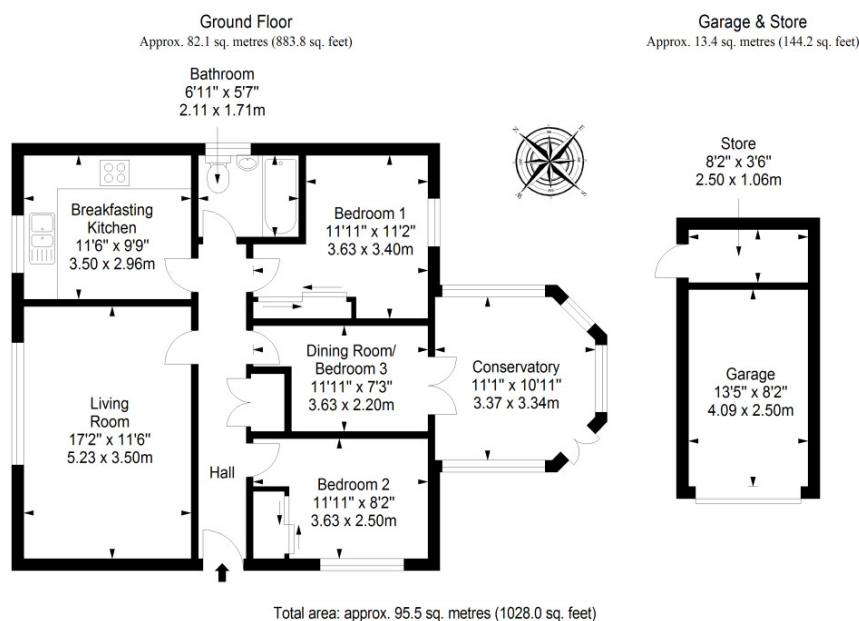 Ground Floor
Approx. 82.1 sq. metres (883.8 sq. feet)
Garage & Store
Approx. 13.4 sq. metres (144.2 sq. feet)
Bathroom
6'11" x 5'7"
2.11 x 1.71m
Store
8'2" x 3'6"
2.50 x 1.06m
Breakfasting
Kitchen
11'6" x 9'9"
3.50 x 2.96m
Bedroom 1
11'11" x 11'2"
3.63 x 3.40m
Dining Room/
Bedroom 3
11'11" x 7'3"
3.63 x 2.20m
Conservatory
11'1" x 10'11"
3.37 x 3.34m
Garage
13'5" x 8'2"
4.09 x 2.50m
Living
Room
17'2" x 11'6"
5.23 x 3.50m
Hall
Bedroom 2
11'11" x 8'2"
3.63 x 2.50m
Total area: approx. 95.5 sq. metres (1028.0 sq. feet)